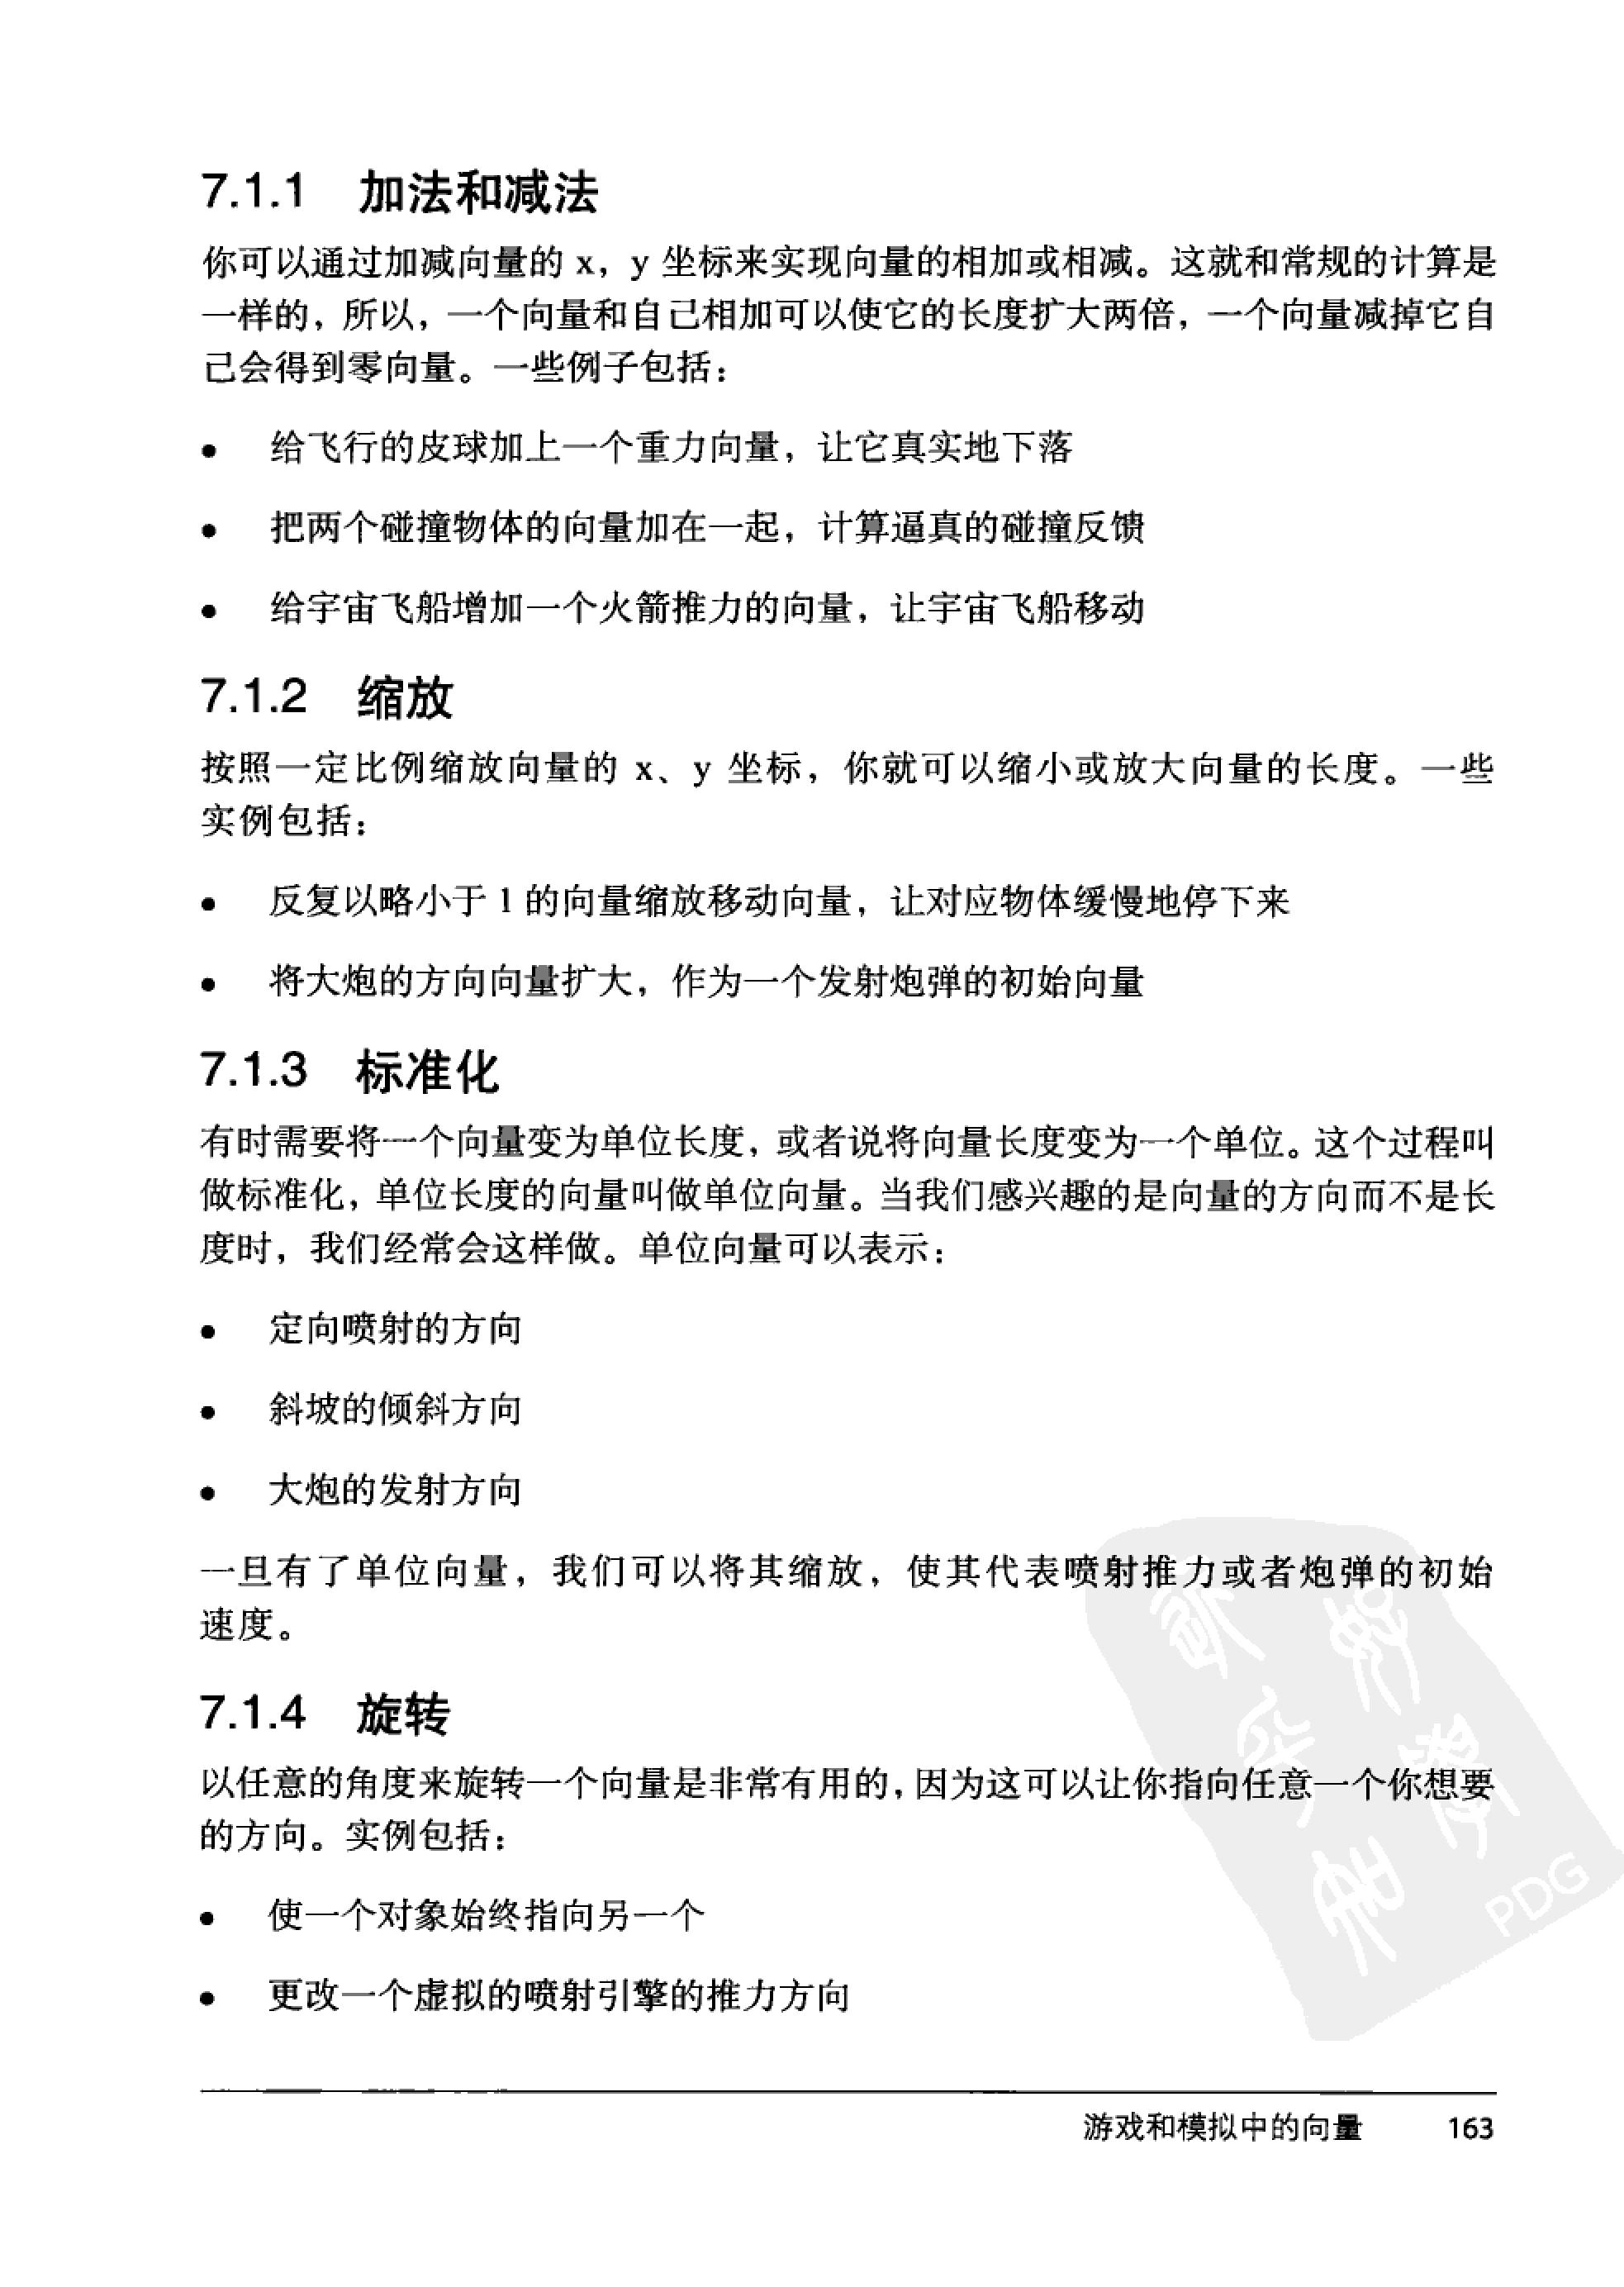 7.1.1 加法和减法
你可以通过加减向量的 x，y 坐标来实现向量的相加或相减。这就和常规的计算是
一样的，所以，一个向量和自己相加可以使它的长度扩大两倍，一个向量减掉它自
己会得到零向量。一些例子包括：
● 给飞行的皮球加上一个重力向量，让它真实地下落
● 把两个碰撞物体的向量加在一起，计算逼真的碰撞反馈
● 给宇宙飞船增加一个火箭推力的向量，让宇宙飞船移动
7.1.2 缩放
按照一定比例缩放向量的 x、y 坐标，你就可以缩小或放大向量的长度。一些
实例包括：
● 反复以略小于 1 的向量缩放移动向量，让对应物体缓慢地停下来
● 将大炮的方向向量扩大，作为一个发射炮弹的初始向量
7.1.3 标准化
有时需要将一个向量变为单位长度，或者说将向量长度变为一个单位。这个过程叫
做标准化，单位长度的向量叫做单位向量。当我们感兴趣的是向量的方向而不是长
度时，我们经常会这样做。单位向量可以表示：
● 定向喷射的方向
● 斜坡的倾斜方向
● 大炮的发射方向
一旦有了单位向量，我们可以将其缩放，使其代表喷射推力或者炮弹的初始
速度。
7.1.4 旋转
以任意的角度来旋转一个向量是非常有用的，因为这可以让你指向任意一个你想要
的方向。实例包括：
● 使一个对象始终指向另一个
● 更改一个虚拟的喷射引擎的推力方向
PDG
游戏和模拟中的向量 163